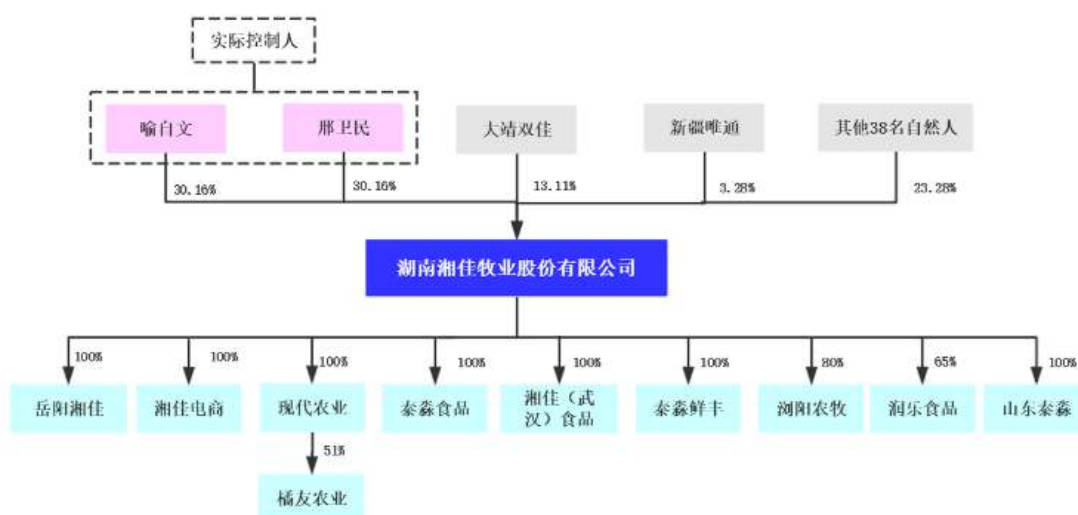 实际控制人
喻自文
邢卫民
大靖双佳
新疆唯通
其他38名自然人
30.16%
30.16%
13.11%
3.28%
23.28%
湖南湘佳牧业股份有限公司
100%
100%
100%
100%
100%
100%
80%
65%
100%
岳阳湘佳
湘佳电商
现代农业
泰淼食品
湘佳（武
汉）食品
泰淼鲜丰
浏阳农牧
润乐食品
山东泰淼
51%
橘友农业